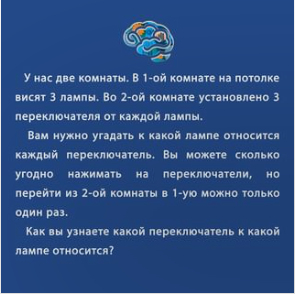 У нас две комнаты. В 1-ой комнате на потолке
висят 3 лампы. Во 2-ой комнате установлено 3
переключателя от каждой лампы.
Вам нужно угадать к какой лампе относится
каждый переключатель. Вы можете сколько
угодно нажимать на переключатели, но
перейти из 2-ой комнаты в 1-ую можно только
один раз.
Как вы узнаете какой переключатель к какой
лампе относится?